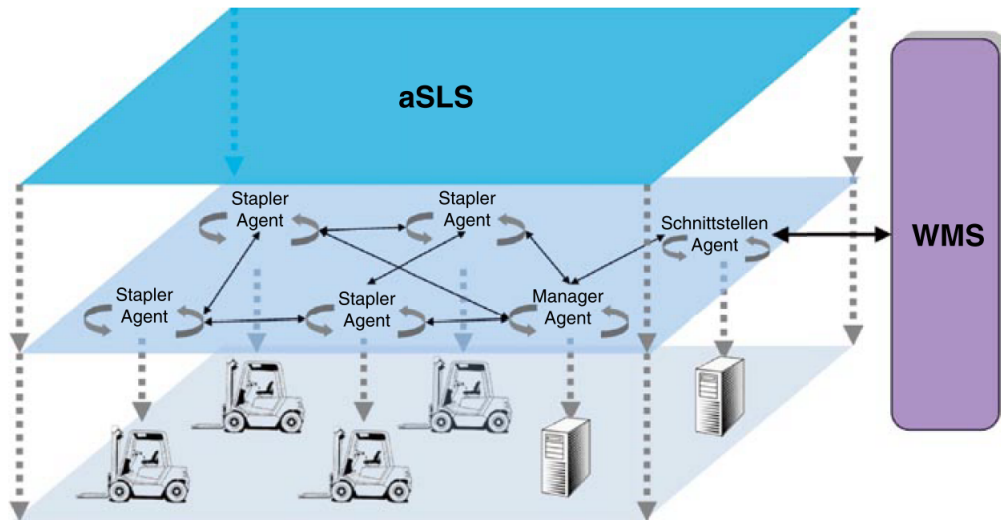 aSLS
Stapler
Agent
Stapler
Agent
Schnittstellen
Agent
WMS
Stapler
Agent
Stapler
Agent
Manager
Agent